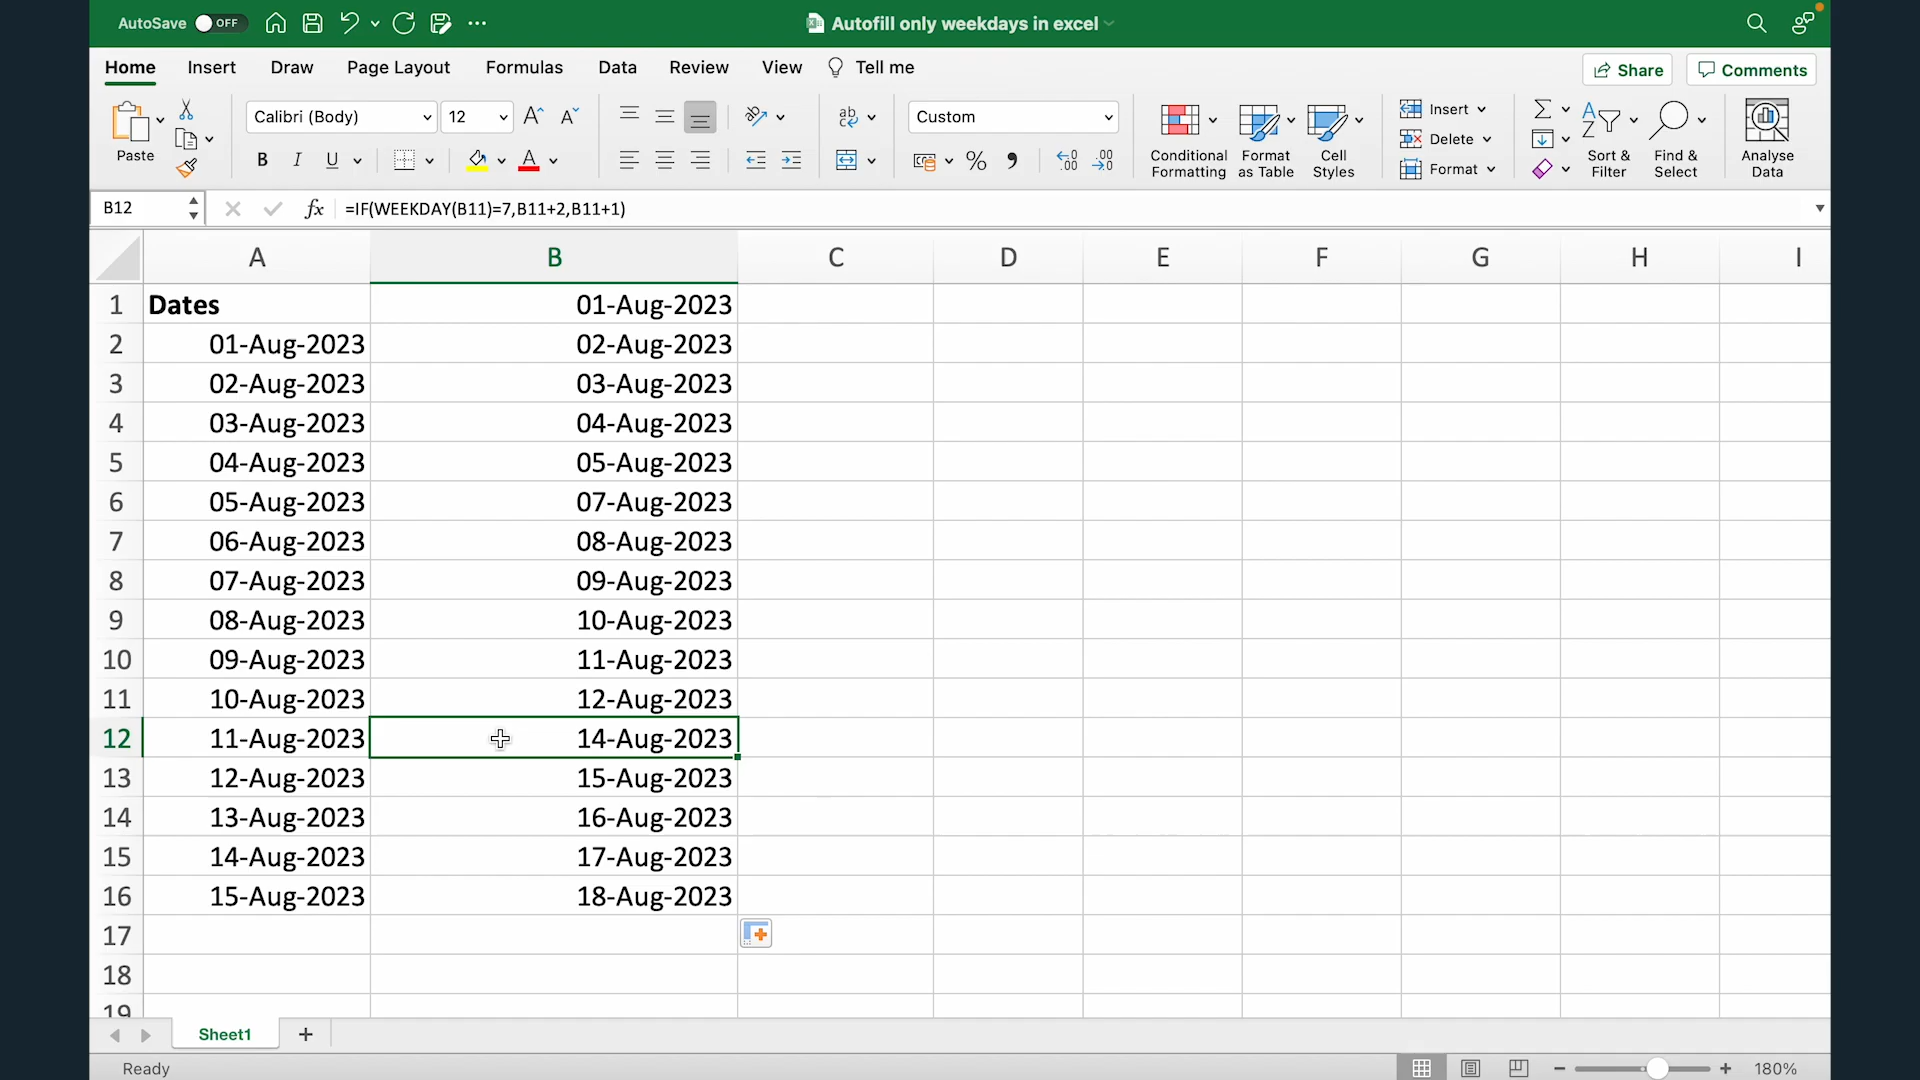 AutoSave OFF Autofill only weekdays in excel
Home Insert Draw Page Layout Formulas Data Review View Tell me Share Comments
Paste Calibri (Body) 12 Custom Conditional Formatting Format as Table Cell Styles Insert Delete Format Sort & Filter Find & Select Analyse Data
B12 fx =IF(WEEKDAY(B11)=7,B11+2,B11+1)
A B C D E F G H I
1 Dates 01-Aug-2023
2 01-Aug-2023 02-Aug-2023
3 02-Aug-2023 03-Aug-2023
4 03-Aug-2023 04-Aug-2023
5 04-Aug-2023 05-Aug-2023
6 05-Aug-2023 07-Aug-2023
7 06-Aug-2023 08-Aug-2023
8 07-Aug-2023 09-Aug-2023
9 08-Aug-2023 10-Aug-2023
10 09-Aug-2023 11-Aug-2023
11 10-Aug-2023 12-Aug-2023
12 11-Aug-2023 14-Aug-2023
13 12-Aug-2023 15-Aug-2023
14 13-Aug-2023 16-Aug-2023
15 14-Aug-2023 17-Aug-2023
16 15-Aug-2023 18-Aug-2023
17
18
19
Sheet1
Ready 180%